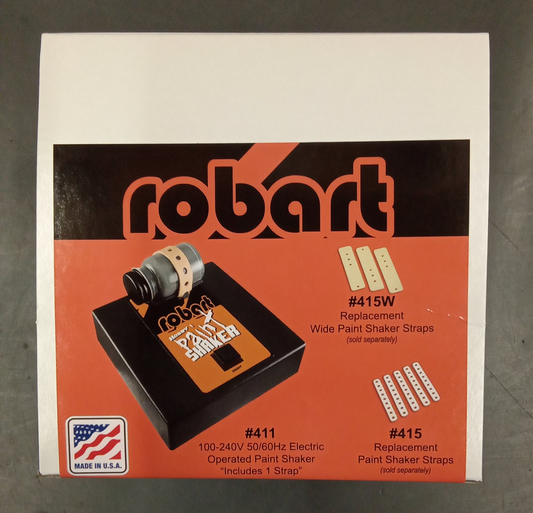 robart
#415W
Replacement
Wide Paint Shaker Straps
(sold separately)
robart
PAINT
SHAKER
#411
100-240V 50/60Hz Electric
Operated Paint Shaker
“Includes 1 Strap”
#415
Replacement
Paint Shaker Straps
(sold separately)
MADE IN U.S.A.